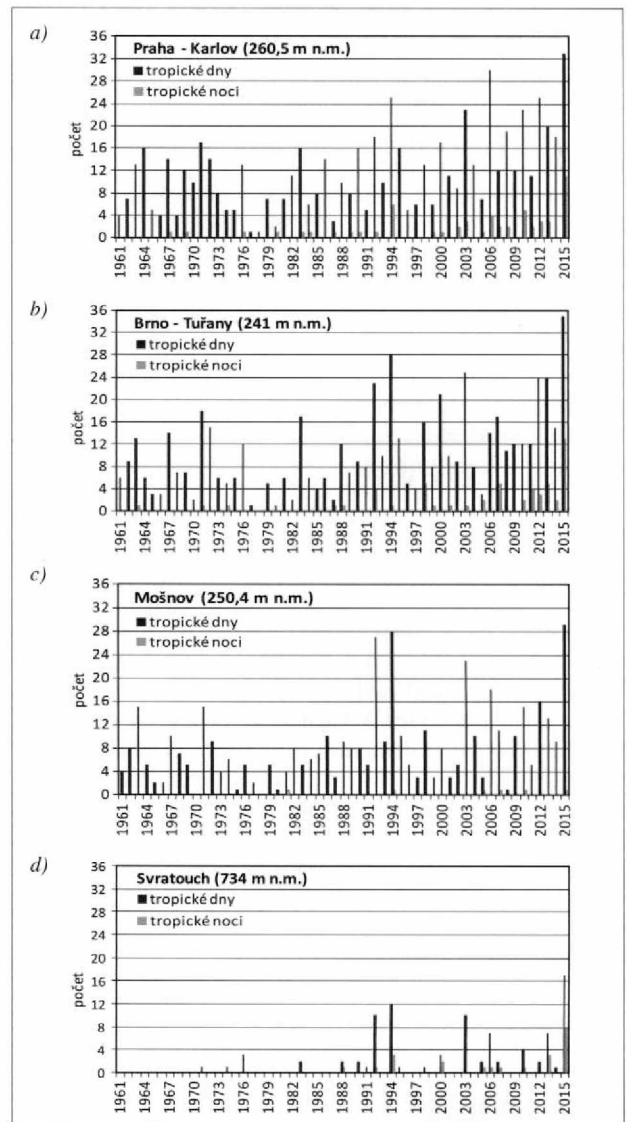 a)
Praha - Karlov (260,5 m n.m.)
tropické dny
tropické noci
počet
36
32
28
24
20
16
12
8
4
0
1961 1964 1967 1970 1973 1976 1979 1982 1985 1988 1991 1994 1997 2000 2003 2006 2009 2012 2015
b)
Brno - Tuřany (241 m n.m.)
tropické dny
tropické noci
počet
36
32
28
24
20
16
12
8
4
0
1961 1964 1967 1970 1973 1976 1979 1982 1985 1988 1991 1994 1997 2000 2003 2006 2009 2012 2015
c)
Mošnov (250,4 m n.m.)
tropické dny
tropické noci
počet
36
32
28
24
20
16
12
8
4
0
1961 1964 1967 1970 1973 1976 1979 1982 1985 1988 1991 1994 1997 2000 2003 2006 2009 2012 2015
d)
Svratouch (734 m n.m.)
tropické dny
tropické noci
počet
36
32
28
24
20
16
12
8
4
0
1961 1964 1967 1970 1973 1976 1979 1982 1985 1988 1991 1994 1997 2000 2003 2006 2009 2012 2015